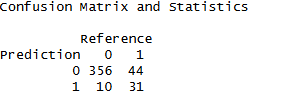 Confusion Matrix and Statistics
Reference
Prediction 0 1
0 356 44
1 10 31